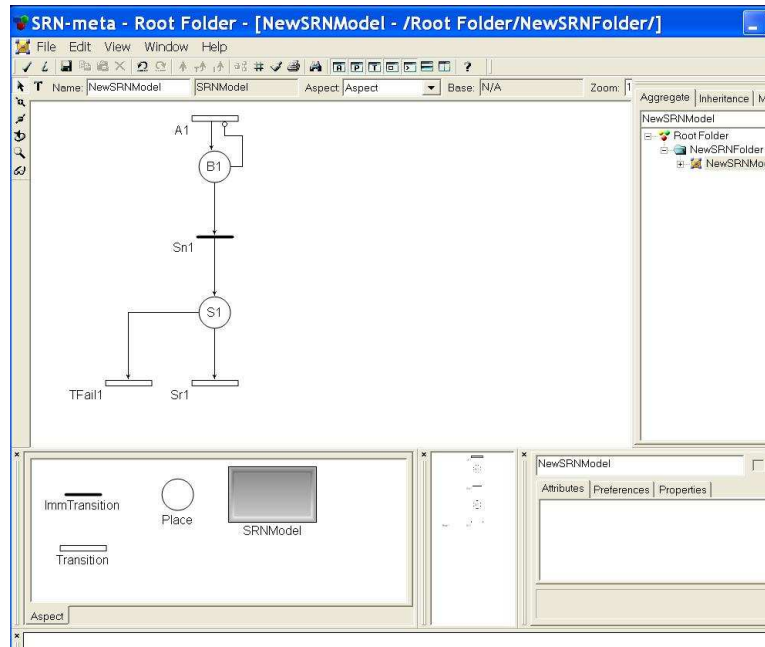 SRN-meta - Root Folder - [NewSRNModel - /Root Folder/NewSRNFolder/]
File Edit View Window Help
T Name: NewSRNModel SRNModel Aspect Aspect Base: N/A Zoom: 1
Aggregate Inheritance M
NewSRNModel
Root Folder
NewSRNFolder
NewSRNMo
A1
B1
Sn1
S1
TFail1 Sr1
ImmTransition
Place
SRNModel
Transition
Aspect
NewSRNModel
Attributes Preferences Properties